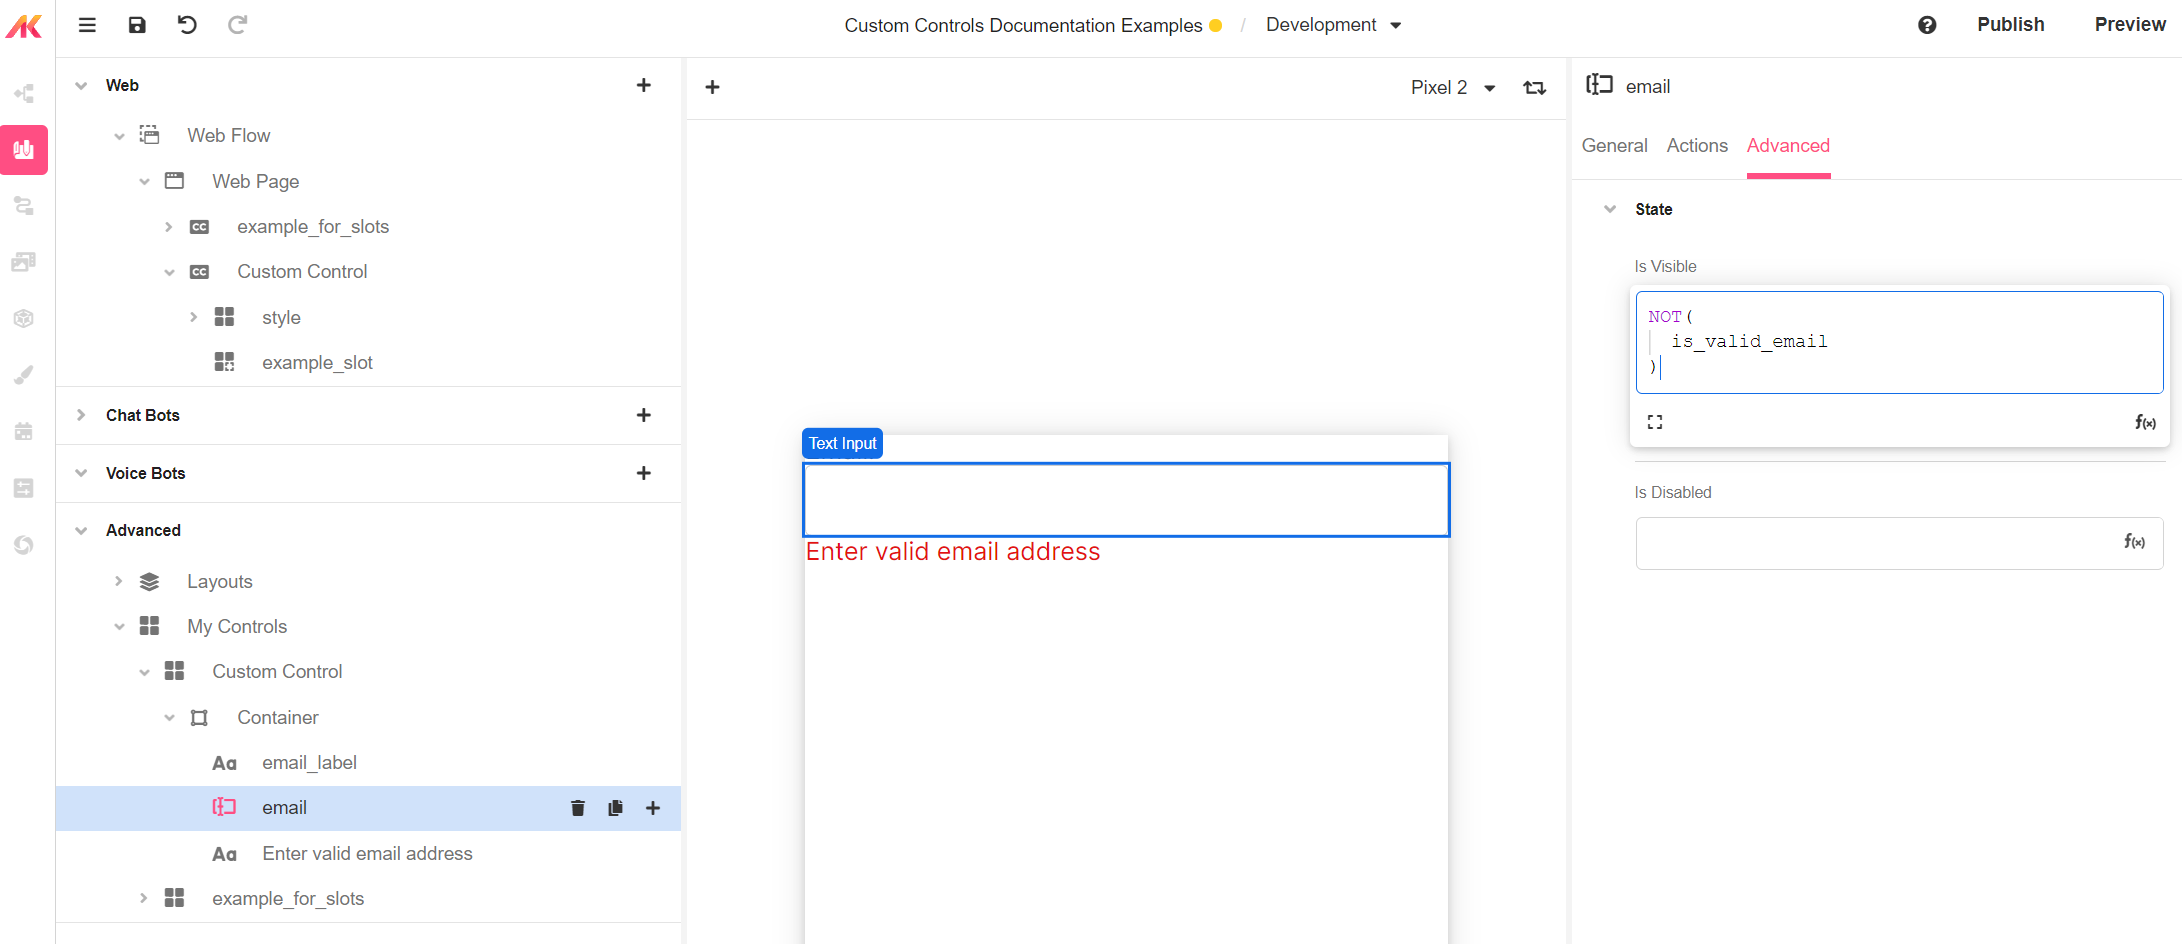 Custom Controls Documentation Examples / Development
Publish
Preview
Web
Web Flow
Web Page
CC example_for_slots
CC Custom Control
style
example_slot
Chat Bots
Voice Bots
Advanced
Layouts
My Controls
Custom Control
Container
Aa email_label
email
Aa Enter valid email address
example_for_slots
Pixel 2
Text Input
Enter valid email address
email
General Actions Advanced
State
Is Visible
NOT(
is_valid_email
)
f(x)
Is Disabled
f(x)